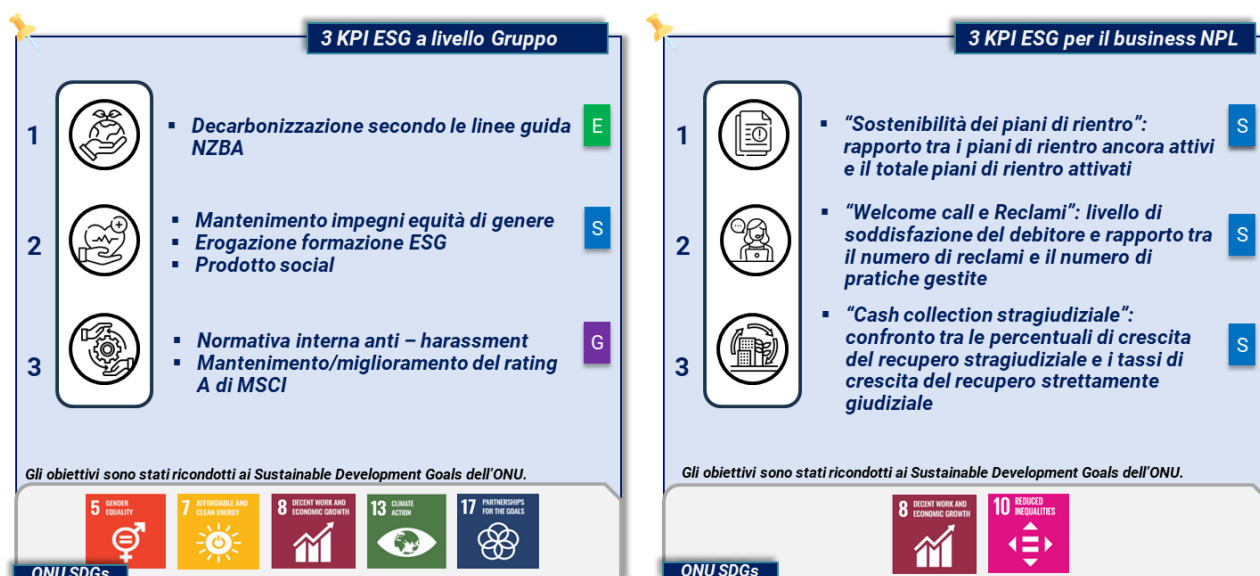 3 KPI ESG a livello Gruppo
1
▪ Decarbonizzazione secondo le linee guida
NZBA
E
2
▪ Mantenimento impegni equità di genere
▪ Erogazione formazione ESG
▪ Prodotto social
S
3
▪ Normativa interna anti – harassment
▪ Mantenimento/miglioramento del rating
A di MSCI
G
Gli obiettivi sono stati ricondotti ai Sustainable Development Goals dell'ONU.
5 GENDER
EQUALITY
7 AFFORDABLE AND
CLEAN ENERGY
8 DECENT WORK AND
ECONOMIC GROWTH
13 CLIMATE
ACTION
17 PARTNERSHIPS
FOR THE GOALS
ONU SDGs
3 KPI ESG per il business NPL
1
▪ “Sostenibilità dei piani di rientro”:
rapporto tra i piani di rientro ancora attivi
e il totale piani di rientro attivati
S
2
▪ “Welcome call e Reclami”: livello di
soddisfazione del debitore e rapporto tra
il numero di reclami e il numero di
pratiche gestite
S
3
▪ “Cash collection stragiudiziale”:
confronto tra le percentuali di crescita
del recupero stragiudiziale e i tassi di
crescita del recupero strettamente
giudiziale
S
Gli obiettivi sono stati ricondotti ai Sustainable Development Goals dell'ONU.
8 DECENT WORK AND
ECONOMIC GROWTH
10 REDUCED
INEQUALITIES
ONU SDGs